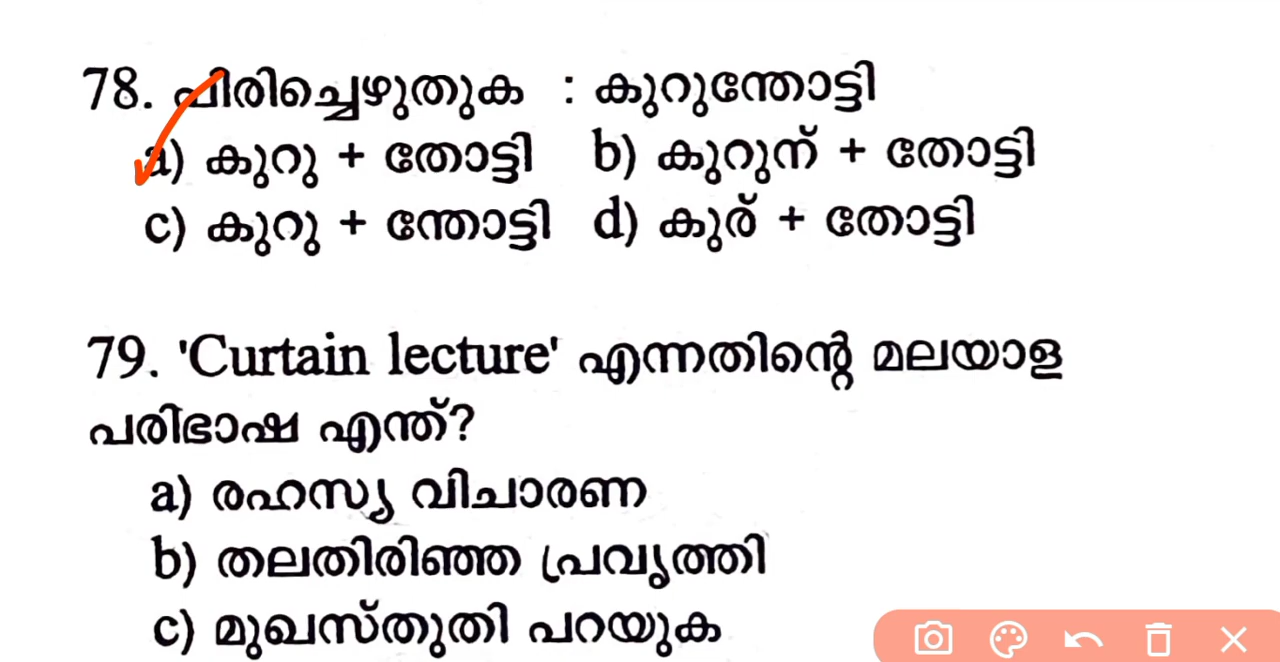 78. പിരിച്ചെഴുതുക : കുറുന്തോട്ടി
a) കുറു + തോട്ടി b) കുറുന് + തോട്ടി
c) കുറു + ന്തോട്ടി d) കുര് + തോട്ടി
79. 'Curtain lecture' എന്നതിന്റെ മലയാള
പരിഭാഷ എന്ത്?
a) രഹസ്യ വിചാരണ
b) തലതിരിഞ്ഞ പ്രവൃത്തി
c) മുഖസ്തുതി പറയുക